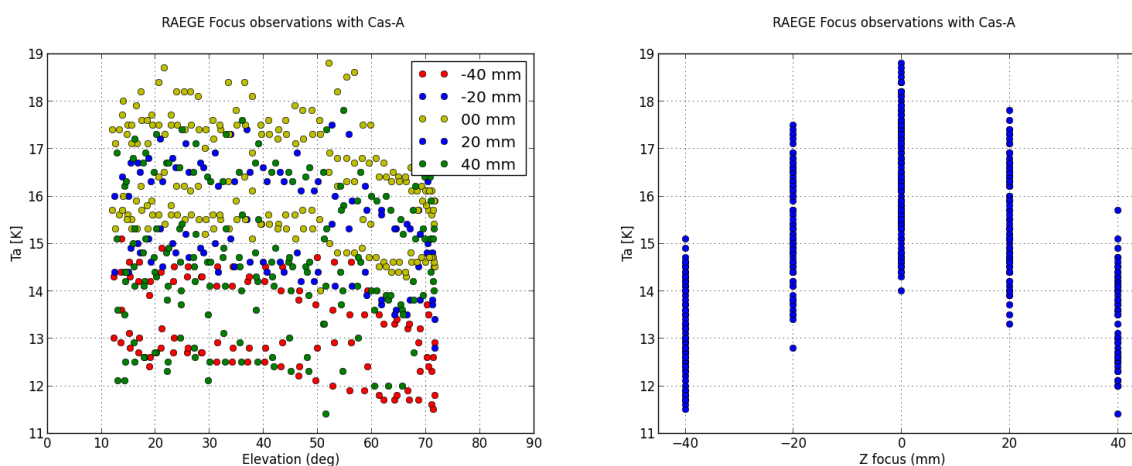 RAEGE Focus observations with Cas-A
19
18
17
16
15
14
13
12
11
Ta [K]
0 10 20 30 40 50 60 70 80 90
Elevation (deg)
-40 mm
-20 mm
00 mm
20 mm
40 mm
RAEGE Focus observations with Cas-A
19
18
17
16
15
14
13
12
11
Ta [K]
−40 −20 0 20 40
Z focus (mm)